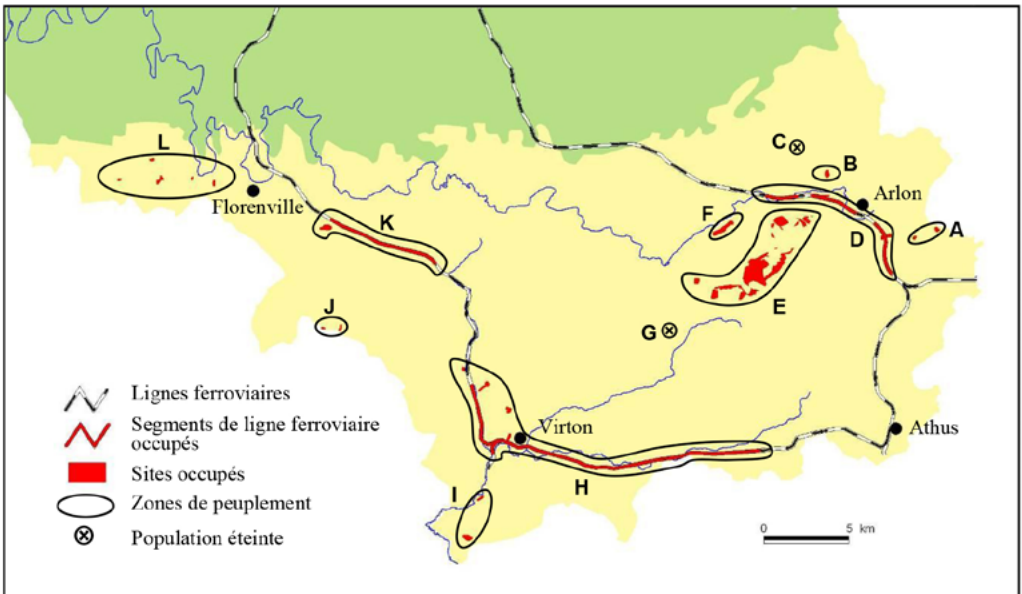 C
L
B
Arlon
Florenville
F
A
K
D
E
J
G
Lignes ferroviaires
Segments de ligne ferroviaire
occupés
Virton
Athus
Sites occupés
H
I
Zones de peuplement
0 5 km
Population éteinte